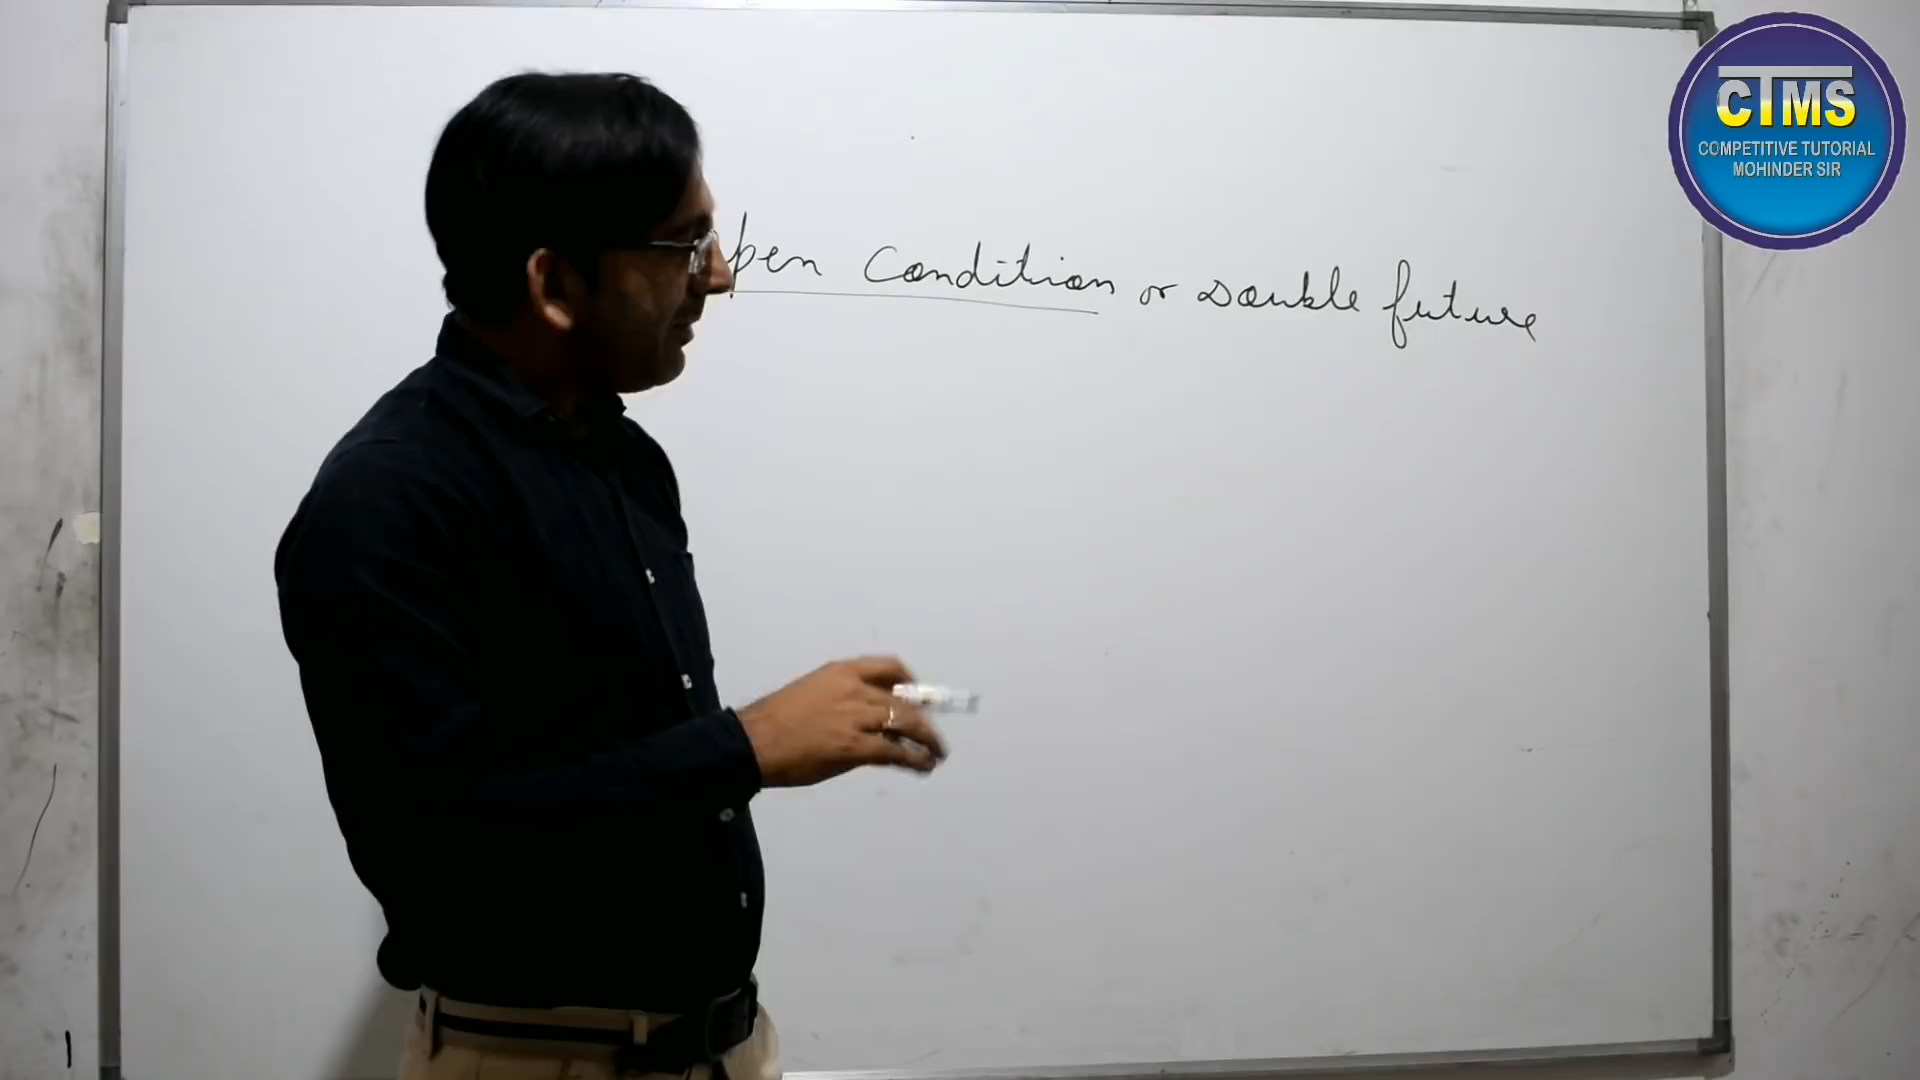 CTMS
COMPETITIVE TUTORIAL
MOHINDER SIR
pen Condition or Double future